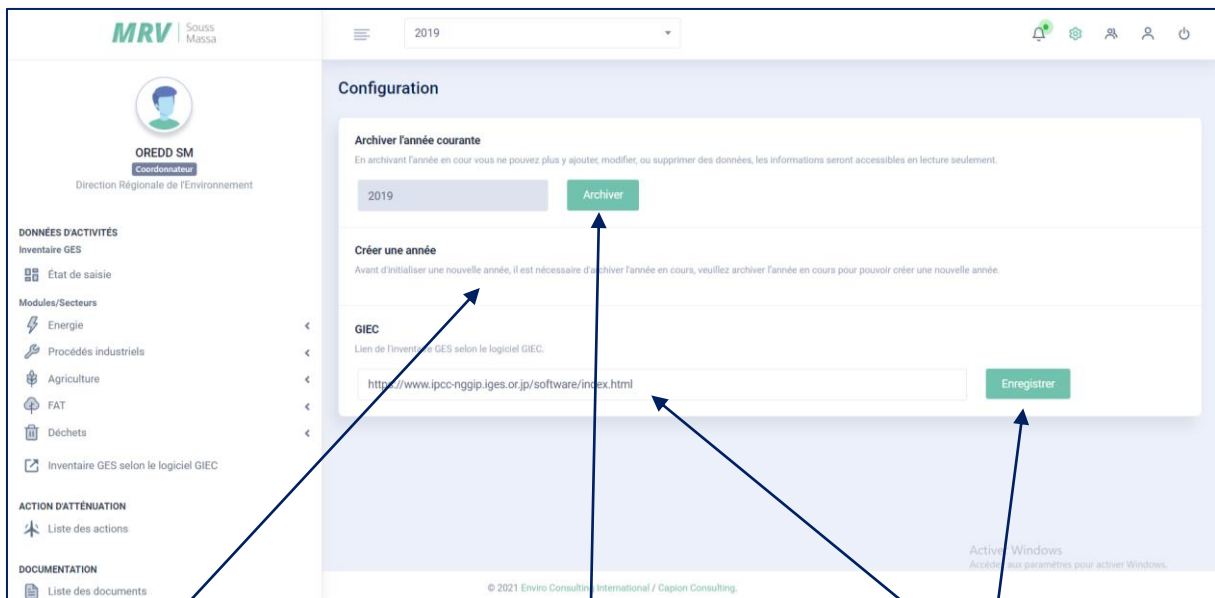 MRV Souss
Massa
2019
OREDD SM
Coordonnateur
Direction Régionale de l'Environnement
DONNÉES D'ACTIVITÉS
Inventaire GES
État de saisie
Modules/Secteurs
Energie
Procédés industriels
Agriculture
FAT
Déchets
Inventaire GES selon le logiciel GIEC
ACTION D'ATTÉNUATION
Liste des actions
DOCUMENTATION
Liste des documents
Configuration
Archiver l'année courante
En archivant l'année en cour vous ne pouvez plus y ajouter, modifier, ou supprimer des données, les informations seront accessibles en lecture seulement.
2019
Archiver
Créer une année
Avant d'initialiser une nouvelle année, il est nécessaire d'archiver l'année en cours, veuillez archiver l'année en cours pour pouvoir créer une nouvelle année.
GIEC
Lien de l'inventaire GES selon le logiciel GIEC.
https://www.ipcc-nggip.iges.or.jp/software/index.html
Enregistrer
Activer Windows
Accédez aux paramètres pour activer Windows.
© 2021 Enviro Consulting International / Capion Consulting.